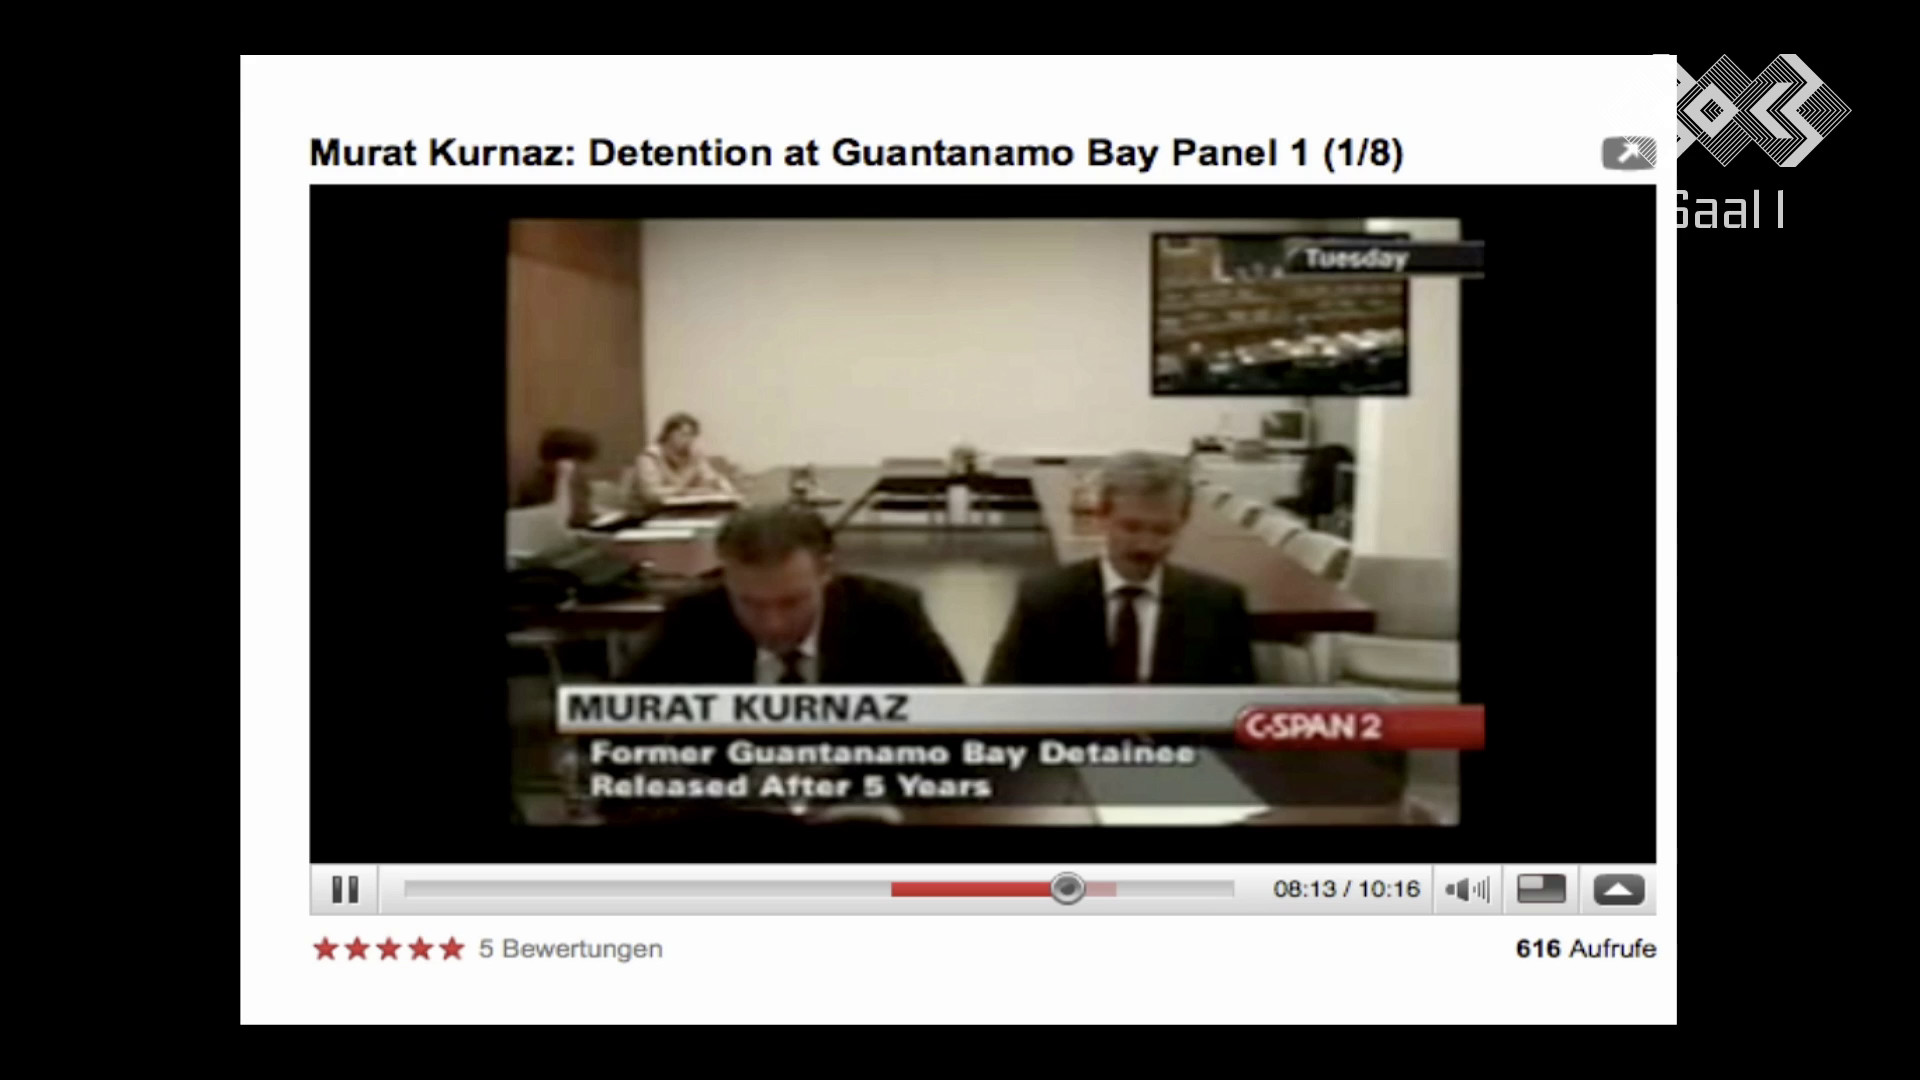 Murat Kurnaz: Detention at Guantanamo Bay Panel 1 (1/8)
Saal 1
Tuesday
MURAT KURNAZ
C-SPAN 2
Former Guantanamo Bay Detainee
Released After 5 Years
08:13 / 10:16
5 Bewertungen
616 Aufrufe